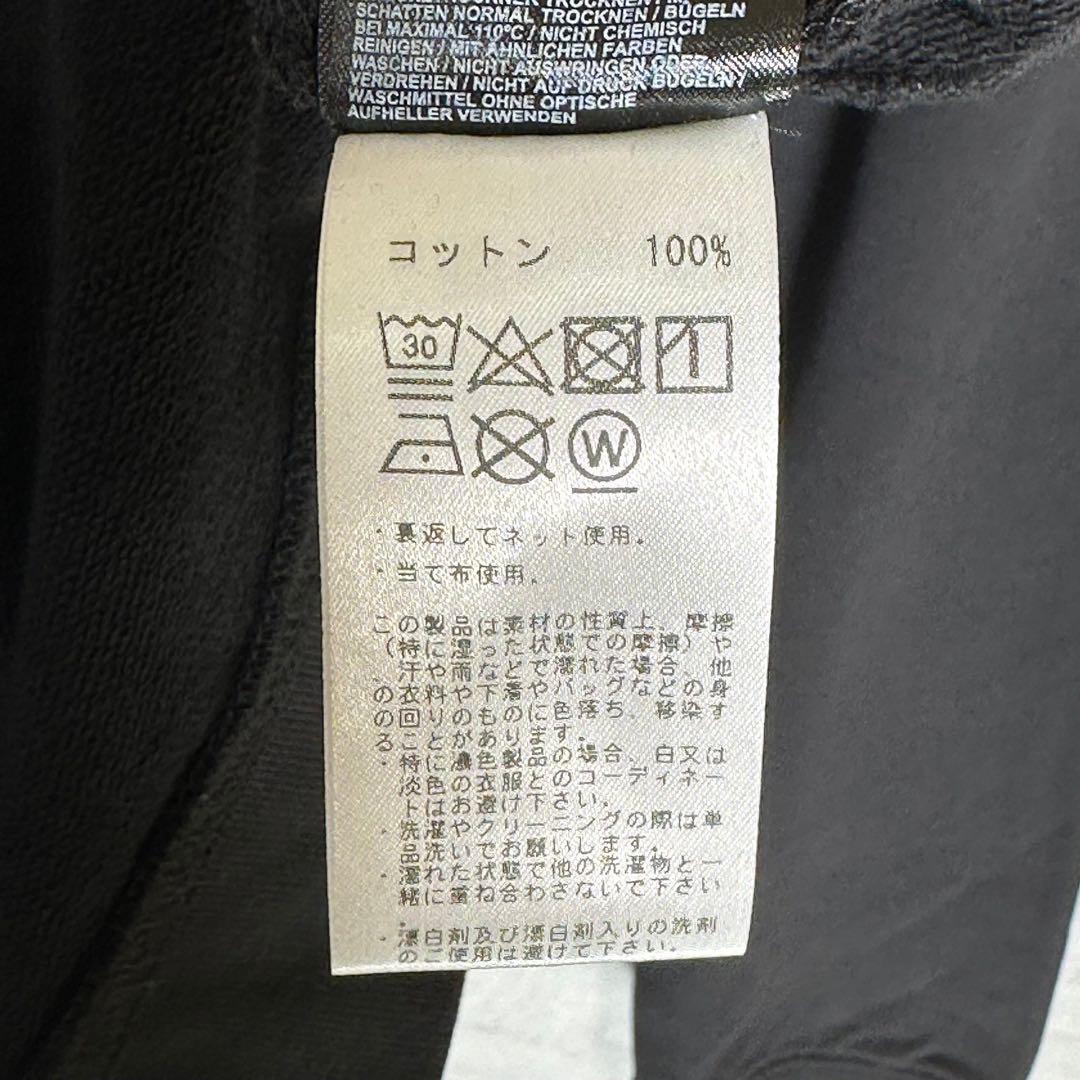 TROCKNEN IM
SCHATTEN NORMAL TROCKNEN / BÜGELN
BEI MAXIMAL 110°C / NICHT CHEMISCH
REINIGEN / MIT ÄHNLICHEN FARBEN
WASCHEN / NICHT AUSWRINGEN ODER
VERDREHEN / NICHT AUF DRUCK BÜGELN /
WASCHMITTEL OHNE OPTISCHE
AUFHELLER VERWENDEN
コットン 100%
30
W
・裏返してネット使用。
・当て布使用。
この製品は素材の性質上、摩擦
(特に湿った状態での摩擦)や
汗や雨などで濡れた場合、他
の衣料や下着やバッグなどの身
の回りのものに色落ち、移染す
ることがあります。
・特に濃色製品の場合、白又は
淡色の衣服とのコーディネー
トはお避け下さい。
・洗濯やクリーニングの際は単
品洗いでお願いします。
・濡れた状態で他の洗濯物と一
緒に重ね合わさないで下さい
。
・漂白剤及び漂白剤入りの洗剤
のご使用は避けて下さい。